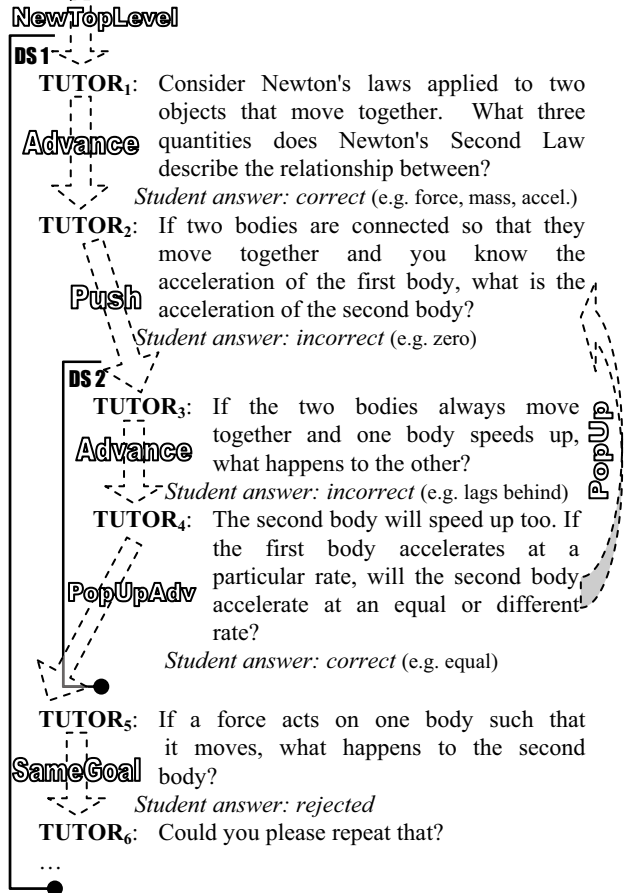 NewTopLevel
DS 1
TUTOR1: Consider Newton's laws applied to two
objects that move together. What three
Advance quantities does Newton's Second Law
describe the relationship between?
Student answer: correct (e.g. force, mass, accel.)
TUTOR2: If two bodies are connected so that they
move together and you know the
acceleration of the first body, what is the
Push acceleration of the second body?
Student answer: incorrect (e.g. zero)
DS 2
TUTOR3: If the two bodies always move
together and one body speeds up,
Advance what happens to the other?
PopUp
Student answer: incorrect (e.g. lags behind)
TUTOR4: The second body will speed up too. If
the first body accelerates at a
particular rate, will the second body
PopUpAdv accelerate at an equal or different
rate?
Student answer: correct (e.g. equal)
TUTOR5: If a force acts on one body such that
it moves, what happens to the second
SameGoal body?
Student answer: rejected
TUTOR6: Could you please repeat that?
…